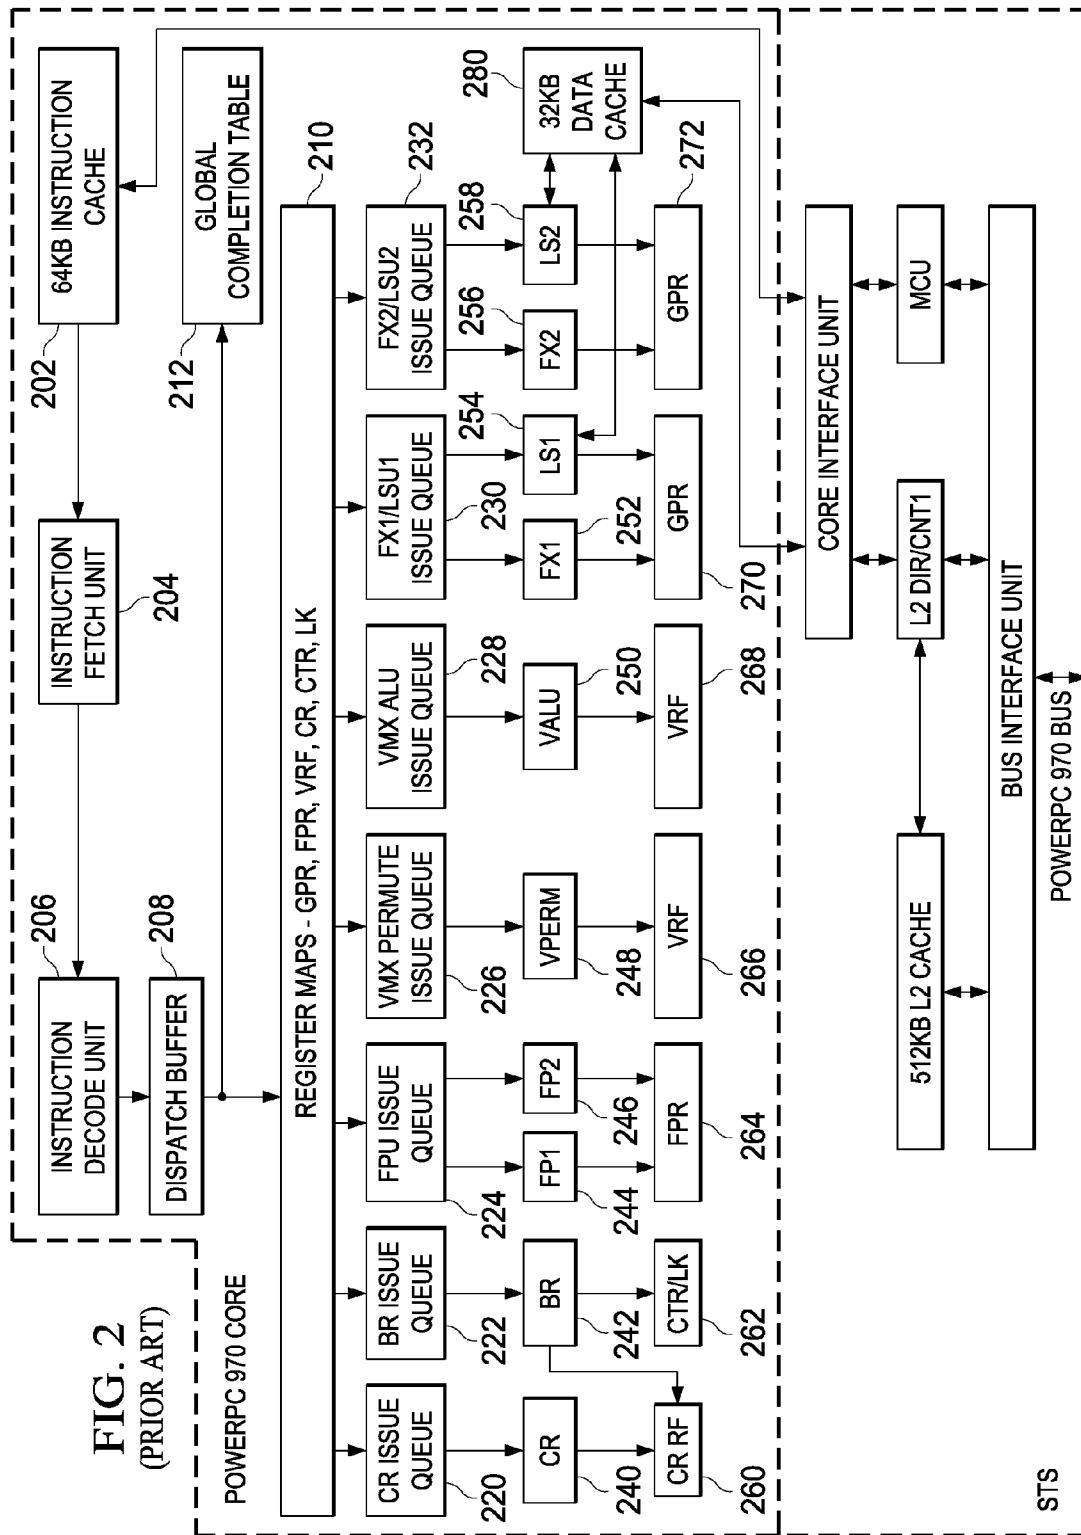 FIG. 2
(PRIOR ART)
206
INSTRUCTION
DECODE UNIT
INSTRUCTION
FETCH UNIT
204
64KB INSTRUCTION
CACHE
202
208
DISPATCH BUFFER
212
GLOBAL
COMPLETION TABLE
POWERPC 970 CORE
210
REGISTER MAPS - GPR, FPR, VRF, CR, CTR, LK
CR ISSUE
QUEUE
220
BR ISSUE
QUEUE
222
FPU ISSUE
QUEUE
224
VMX PERMUTE
ISSUE QUEUE
226
VMX ALU
ISSUE QUEUE
228
FX1/LSU1
ISSUE QUEUE
230
FX2/LSU2
ISSUE QUEUE
232
CR
240
BR
242
FP1
244
FP2
246
VPERM
248
VALU
250
FX1
252
LS1
254
FX2
256
LS2
258
32KB
DATA
CACHE
280
CR RF
260
CTR/LK
262
FPR
264
VRF
266
VRF
268
GPR
270
GPR
272
CORE INTERFACE UNIT
512KB L2 CACHE
L2 DIR/CNT1
MCU
BUS INTERFACE UNIT
STS
POWERPC 970 BUS